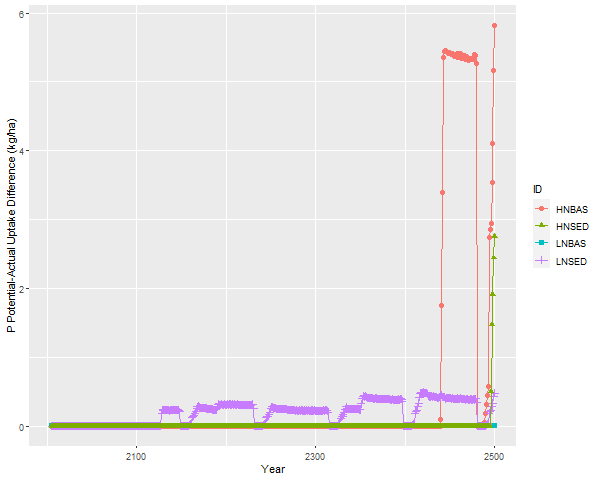 P Potential-Actual Uptake Difference (kg/ha)
6
4
2
0
2100 2300 2500
Year
ID
HNBAS
HNSED
LNBAS
LNSED